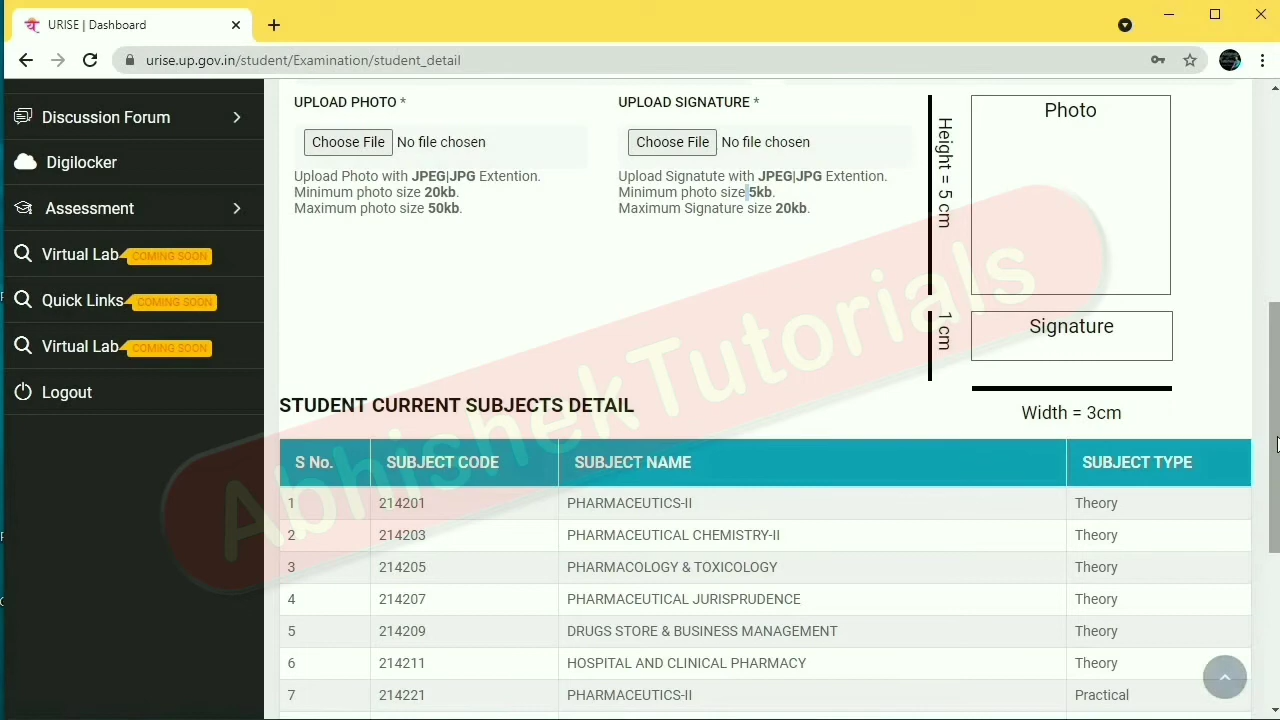 URISE | Dashboard
urise.up.gov.in/student/Examination/student_detail
Discussion Forum
Digilocker
Assessment
Virtual Lab COMING SOON
Quick Links COMING SOON
Virtual Lab COMING SOON
Logout
UPLOAD PHOTO *
Choose File No file chosen
Upload Photo with JPEG|JPG Extention.
Minimum photo size 20kb.
Maximum photo size 50kb.
UPLOAD SIGNATURE *
Choose File No file chosen
Upload Signatute with JPEG|JPG Extention.
Minimum photo size 5kb.
Maximum Signature size 20kb.
Height = 5 cm
Photo
1 cm
Signature
Width = 3cm
AbhishekTutorials
STUDENT CURRENT SUBJECTS DETAIL
S No. SUBJECT CODE SUBJECT NAME SUBJECT TYPE
1 214201 PHARMACEUTICS-II Theory
2 214203 PHARMACEUTICAL CHEMISTRY-II Theory
3 214205 PHARMACOLOGY & TOXICOLOGY Theory
4 214207 PHARMACEUTICAL JURISPRUDENCE Theory
5 214209 DRUGS STORE & BUSINESS MANAGEMENT Theory
6 214211 HOSPITAL AND CLINICAL PHARMACY Theory
7 214221 PHARMACEUTICS-II Practical